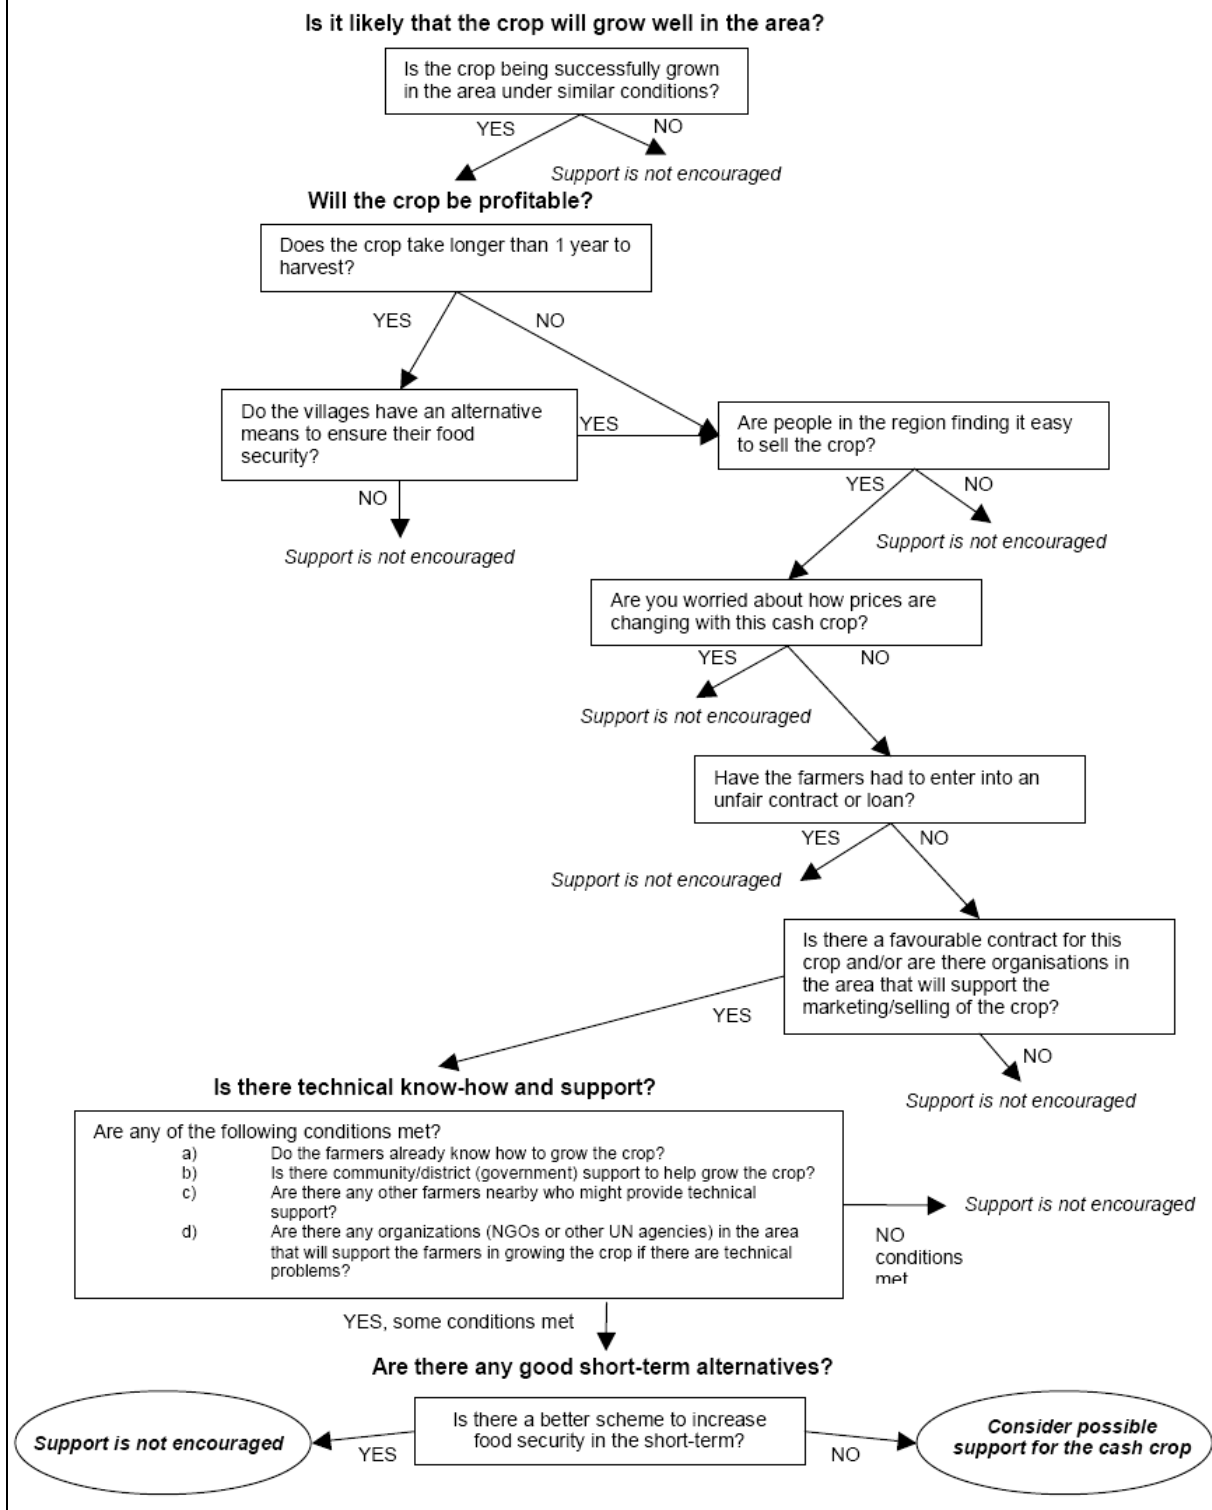 Is it likely that the crop will grow well in the area?
Is the crop being successfully grown
in the area under similar conditions?
YES
NO
Support is not encouraged
Will the crop be profitable?
Does the crop take longer than 1 year to
harvest?
YES
NO
Do the villages have an alternative
means to ensure their food
security?
YES
Are people in the region finding it easy
to sell the crop?
NO
Support is not encouraged
YES
NO
Support is not encouraged
Are you worried about how prices are
changing with this cash crop?
YES
NO
Support is not encouraged
Have the farmers had to enter into an
unfair contract or loan?
YES
NO
Support is not encouraged
Is there a favourable contract for this
crop and/or are there organisations in
the area that will support the
marketing/selling of the crop?
YES
NO
Support is not encouraged
Is there technical know-how and support?
Are any of the following conditions met?
a) Do the farmers already know how to grow the crop?
b) Is there community/district (government) support to help grow the crop?
c) Are there any other farmers nearby who might provide technical
support?
d) Are there any organizations (NGOs or other UN agencies) in the area
that will support the farmers in growing the crop if there are technical
problems?
Support is not encouraged
NO
conditions
met
YES, some conditions met
Are there any good short-term alternatives?
Is there a better scheme to increase
food security in the short-term?
YES
Support is not encouraged
NO
Consider possible
support for the cash crop